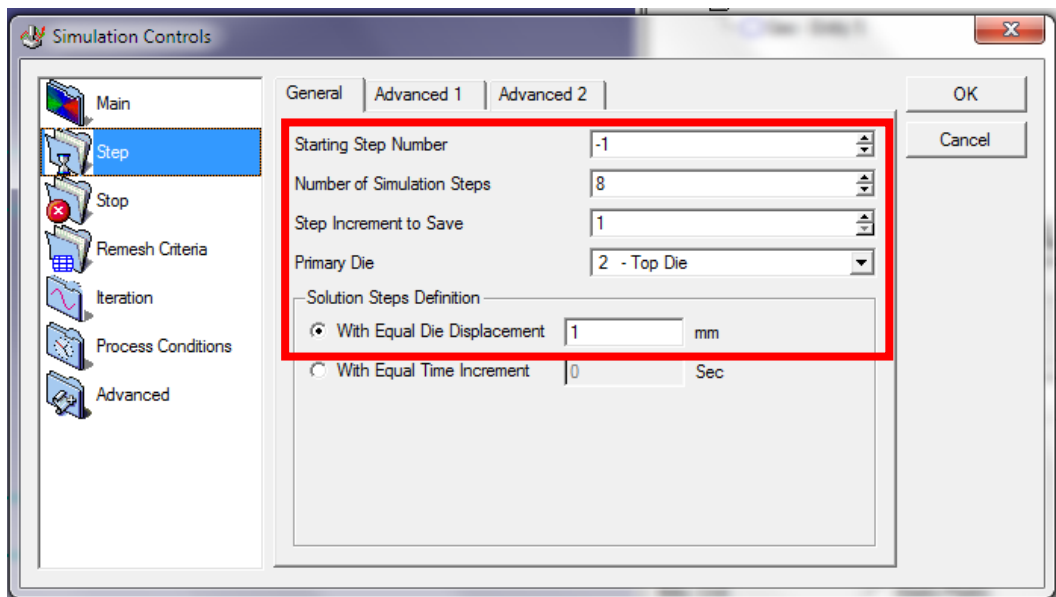 Simulation Controls
Main
Step
Stop
Remesh Criteria
Iteration
Process Conditions
Advanced
General Advanced 1 Advanced 2
Starting Step Number -1
Number of Simulation Steps 8
Step Increment to Save 1
Primary Die 2 - Top Die
Solution Steps Definition
With Equal Die Displacement 1 mm
With Equal Time Increment 0 Sec
OK
Cancel